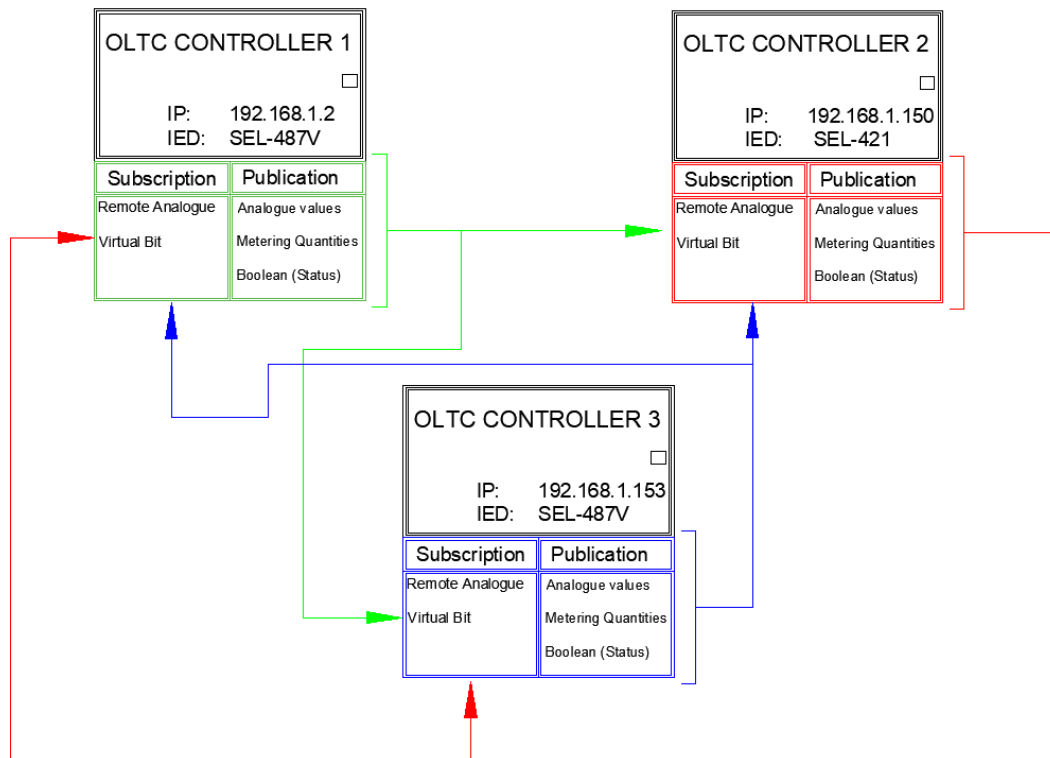 OLTC CONTROLLER 1
IP: 192.168.1.2
IED: SEL-487V
Subscription Publication
Remote Analogue Analogue values
Virtual Bit Metering Quantities
Boolean (Status)
OLTC CONTROLLER 2
IP: 192.168.1.150
IED: SEL-421
Subscription Publication
Remote Analogue Analogue values
Virtual Bit Metering Quantities
Boolean (Status)
OLTC CONTROLLER 3
IP: 192.168.1.153
IED: SEL-487V
Subscription Publication
Remote Analogue Analogue values
Virtual Bit Metering Quantities
Boolean (Status)